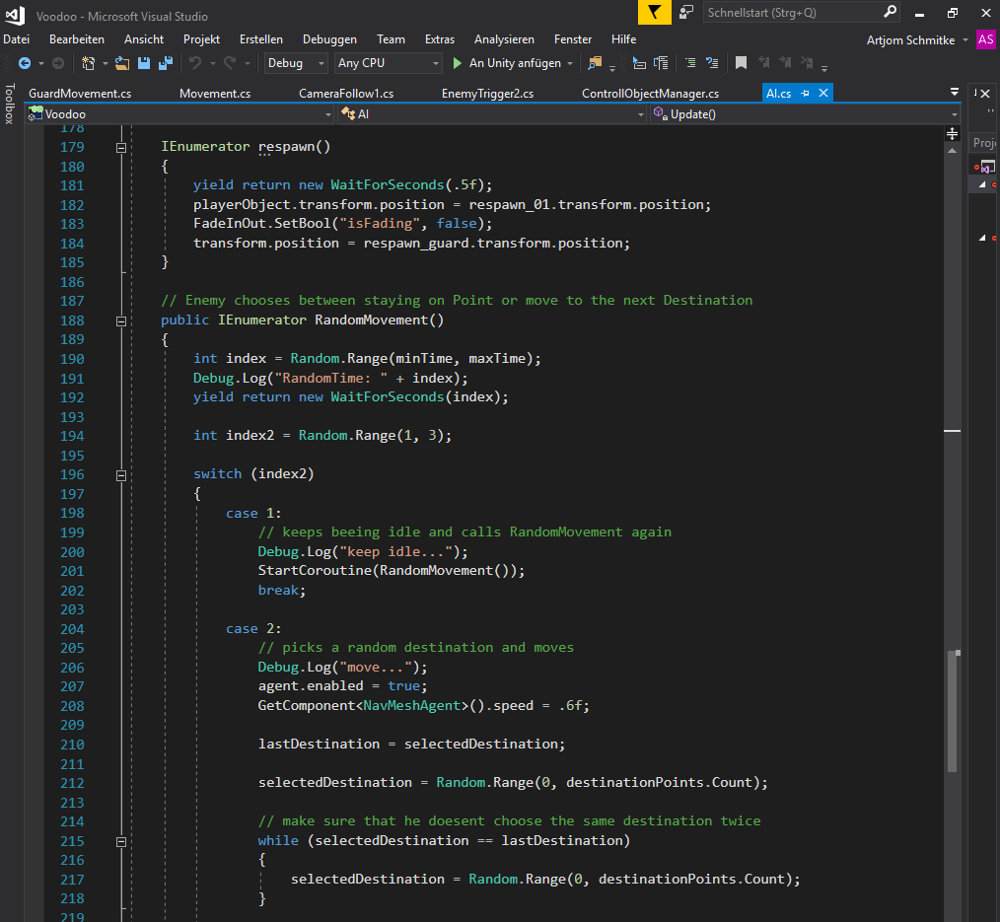 Voodoo - Microsoft Visual Studio
Schnellstart (Strg+Q)
Datei Bearbeiten Ansicht Projekt Erstellen Debuggen Team Extras Analysieren Fenster Hilfe Artjom Schmitke AS
Debug Any CPU An Unity anfügen
Toolbox
GuardMovement.cs Movement.cs CameraFollow1.cs EnemyTrigger2.cs ControllObjectManager.cs AI.cs
Voodoo AI Update()
Proj
178
179 IEnumerator respawn()
180 {
181 yield return new WaitForSeconds(.5f);
182 playerObject.transform.position = respawn_01.transform.position;
183 FadeInOut.SetBool("isFading", false);
184 transform.position = respawn_guard.transform.position;
185 }
186
187 // Enemy chooses between staying on Point or move to the next Destination
188 public IEnumerator RandomMovement()
189 {
190 int index = Random.Range(minTime, maxTime);
191 Debug.Log("RandomTime: " + index);
192 yield return new WaitForSeconds(index);
193
194 int index2 = Random.Range(1, 3);
195
196 switch (index2)
197 {
198 case 1:
199 // keeps beeing idle and calls RandomMovement again
200 Debug.Log("keep idle...");
201 StartCoroutine(RandomMovement());
202 break;
203
204 case 2:
205 // picks a random destination and moves
206 Debug.Log("move...");
207 agent.enabled = true;
208 GetComponent<NavMeshAgent>().speed = .6f;
209
210 lastDestination = selectedDestination;
211
212 selectedDestination = Random.Range(0, destinationPoints.Count);
213
214 // make sure that he doesent choose the same destination twice
215 while (selectedDestination == lastDestination)
216 {
217 selectedDestination = Random.Range(0, destinationPoints.Count);
218 }
219